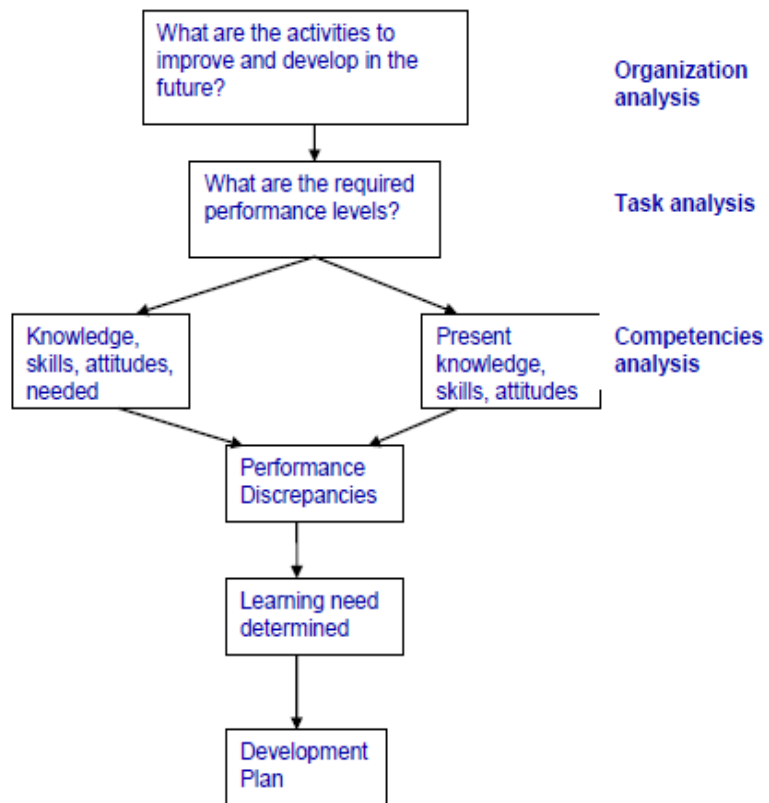 What are the activities to
improve and develop in the
future?
Organization
analysis
What are the required
performance levels?
Task analysis
Knowledge,
skills, attitudes,
needed
Present
knowledge,
skills, attitudes
Competencies
analysis
Performance
Discrepancies
Learning need
determined
Development
Plan